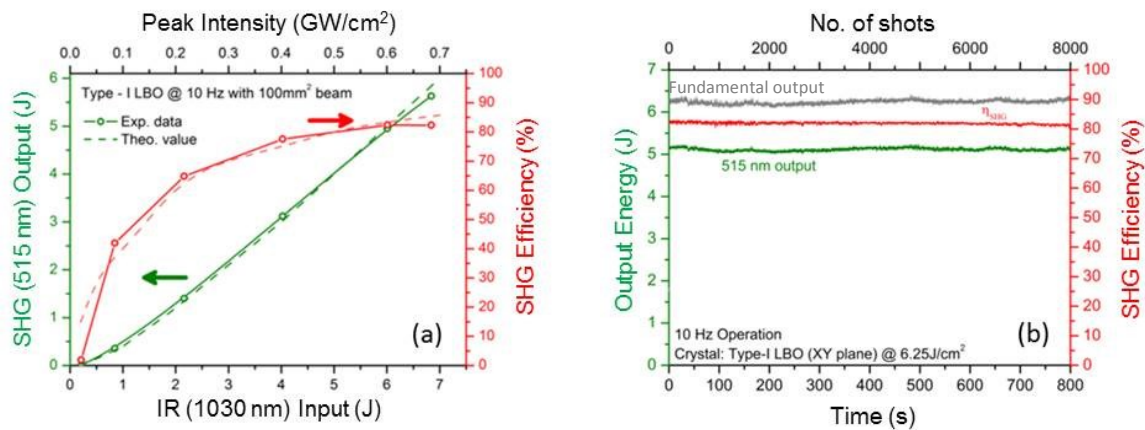 Peak Intensity (GW/cm²)
0.0 0.1 0.2 0.3 0.4 0.5 0.6 0.7
SHG (515 nm) Output (J)
6
5
4
3
2
1
0
Type - I LBO @ 10 Hz with 100mm² beam
Exp. data
Theo. value
(a)
100
90
80
70
60
50
40
30
20
10
0
SHG Efficiency (%)
0 1 2 3 4 5 6 7
IR (1030 nm) Input (J)
No. of shots
0 2000 4000 6000 8000
Output Energy (J)
7
6
5
4
3
2
1
0
Fundamental output
ηSHG
515 nm output
10 Hz Operation
(b)
Crystal: Type-I LBO (XY plane) @ 6.25J/cm²
100
90
80
70
60
50
40
30
20
10
0
SHG Efficiency (%)
0 100 200 300 400 500 600 700 800
Time (s)